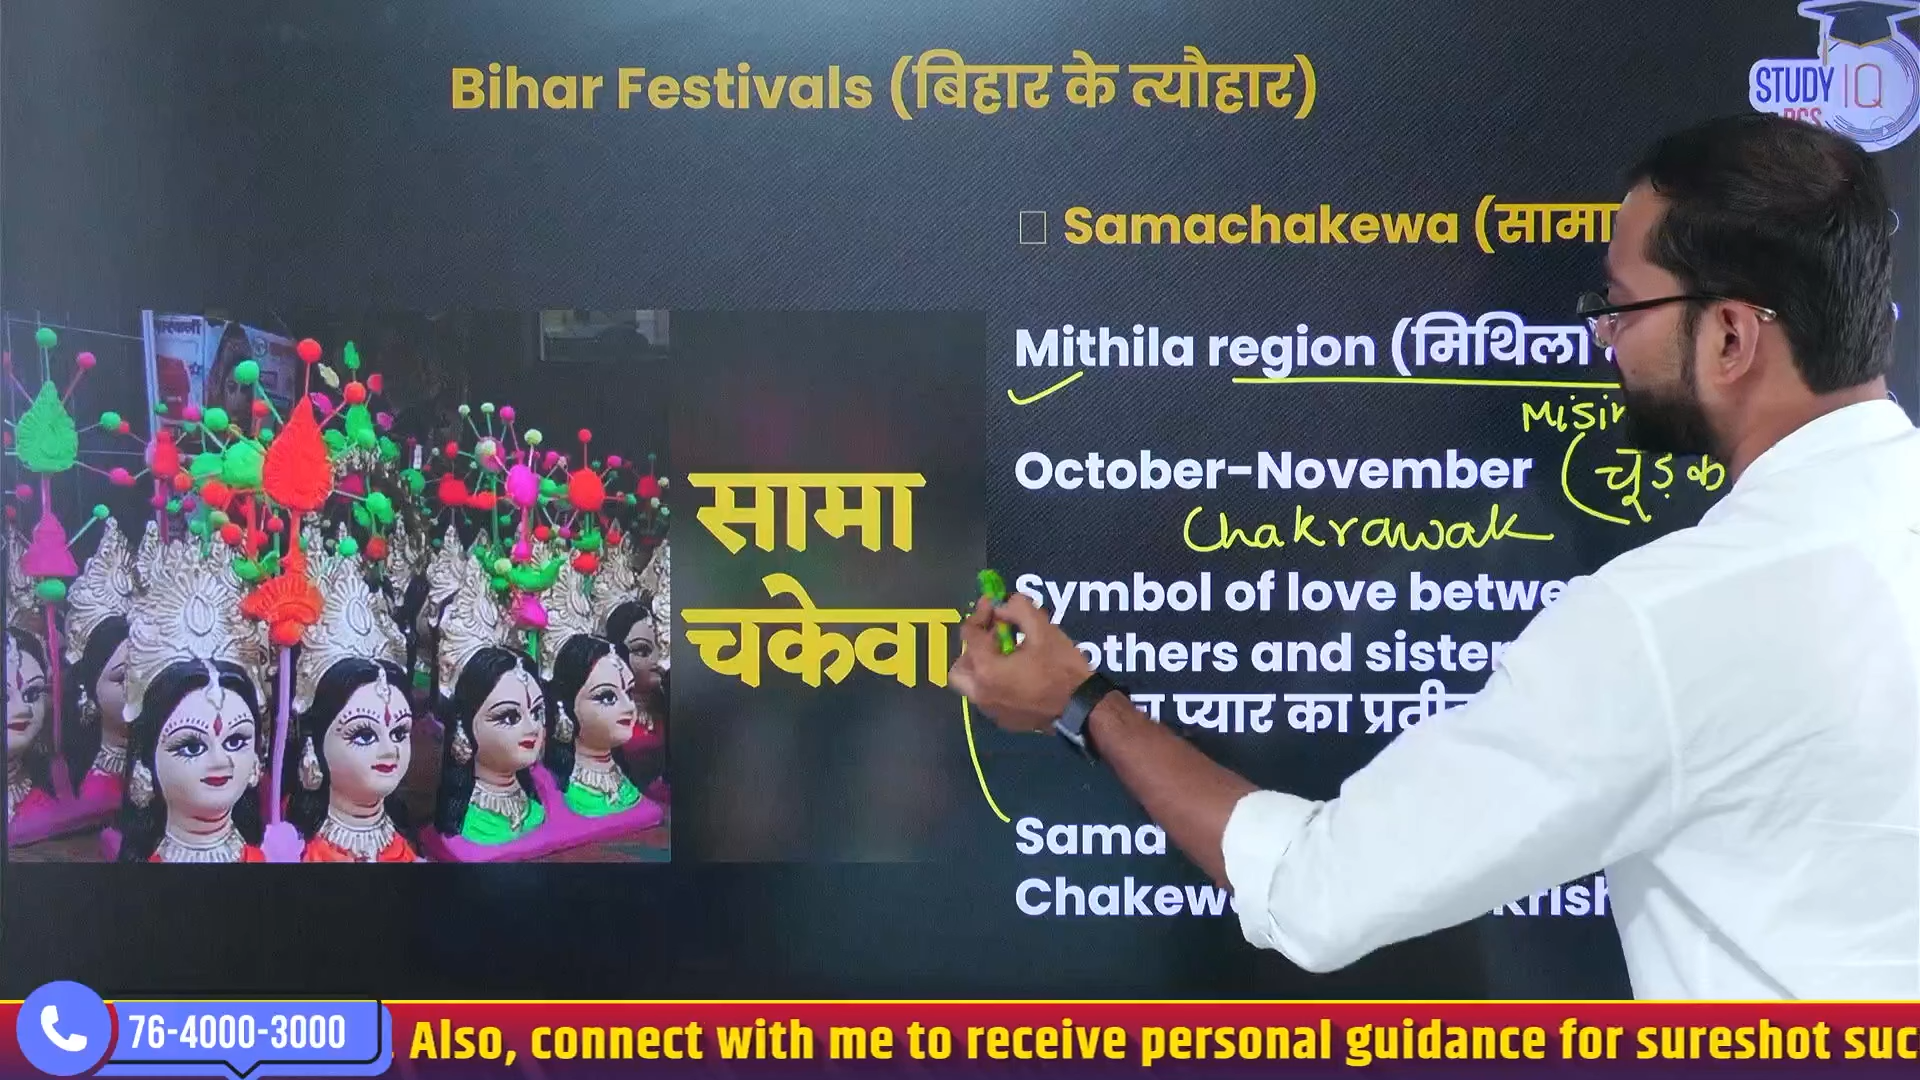 Bihar Festivals (बिहार के त्यौहार)
STUDY IQ
PCS
Samachakewa (सामा
Mithila region (मिथिला
Misir
October-November
(चूड़क
Chakrawak
सामा
चकेवा
Symbol of love betwe
others and sister
प्यार का प्रतीक
Sama
Chakew
Krish
76-4000-3000
. Also, connect with me to receive personal guidance for sureshot suc